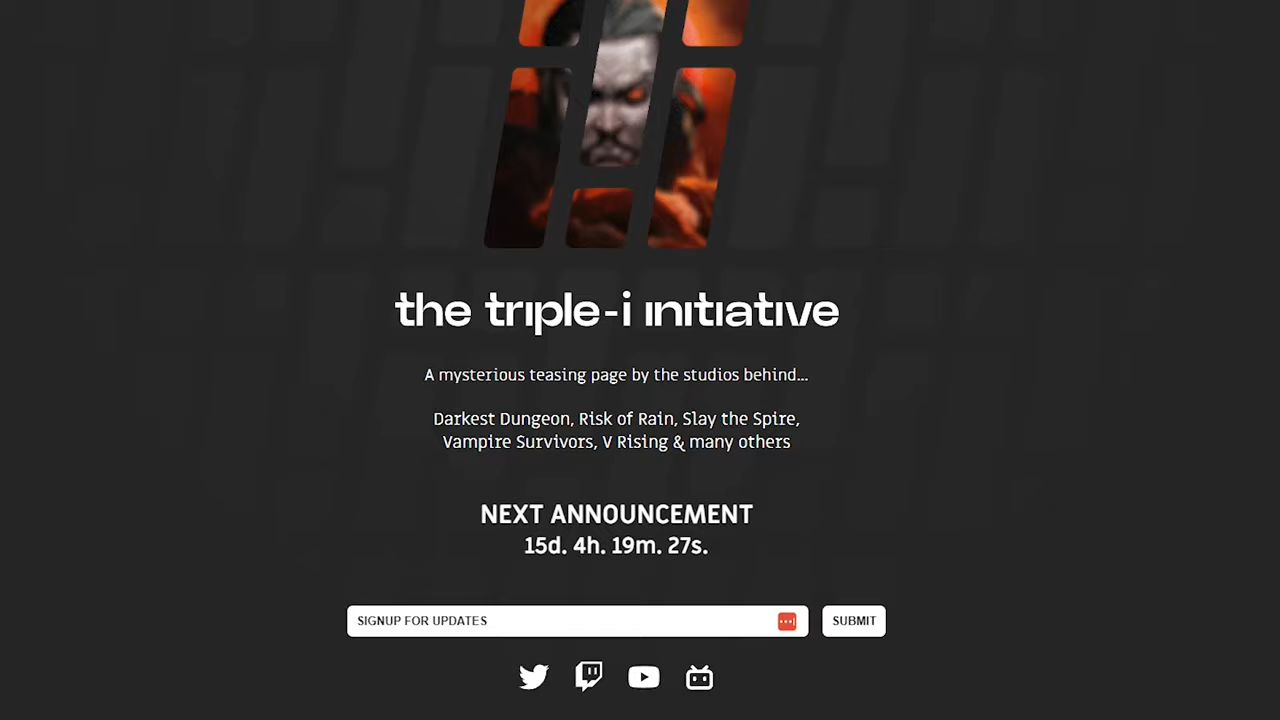 the triple-i initiative
A mysterious teasing page by the studios behind...
Darkest Dungeon, Risk of Rain, Slay the Spire,
Vampire Survivors, V Rising & many others
NEXT ANNOUNCEMENT
15d. 4h. 19m. 27s.
SIGNUP FOR UPDATES
SUBMIT